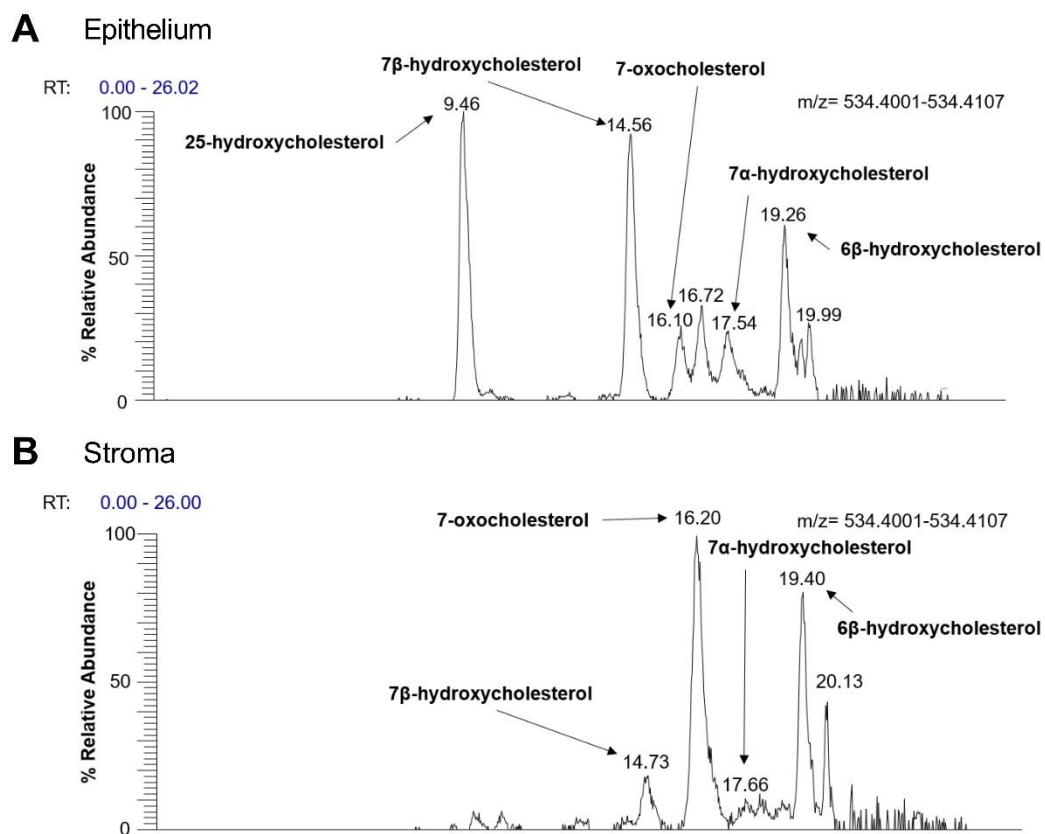 A Epithelium
7β-hydroxycholesterol
7-oxocholesterol
RT: 0.00 - 26.02
m/z= 534.4001-534.4107
100
9.46
25-hydroxycholesterol
14.56
7α-hydroxycholesterol
19.26
6β-hydroxycholesterol
50
16.72
16.10
17.54
19.99
% Relative Abundance
0
B Stroma
RT: 0.00 - 26.00
7-oxocholesterol
16.20
m/z= 534.4001-534.4107
100
7α-hydroxycholesterol
19.40
6β-hydroxycholesterol
50
20.13
7β-hydroxycholesterol
14.73
17.66
% Relative Abundance
0